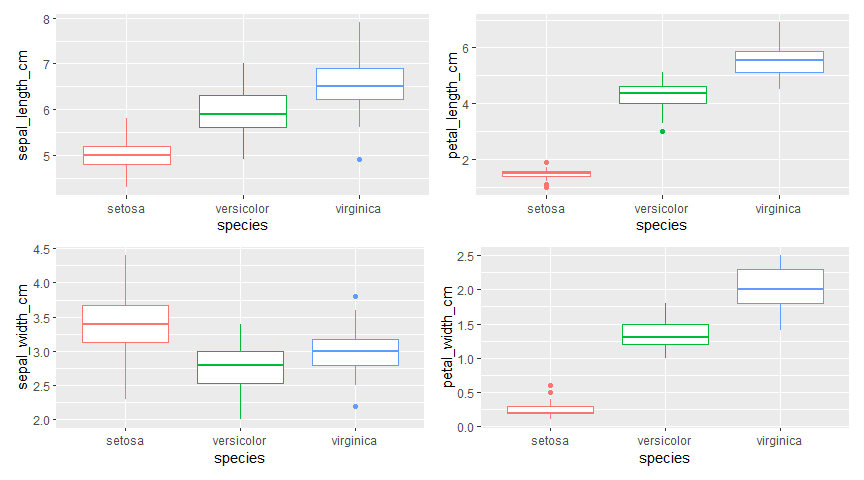 sepal_length_cm
8
7
6
5
setosa versicolor virginica
species
petal_length_cm
6
4
2
setosa versicolor virginica
species
sepal_width_cm
4.5
4.0
3.5
3.0
2.5
2.0
setosa versicolor virginica
species
petal_width_cm
2.5
2.0
1.5
1.0
0.5
0.0
setosa versicolor virginica
species